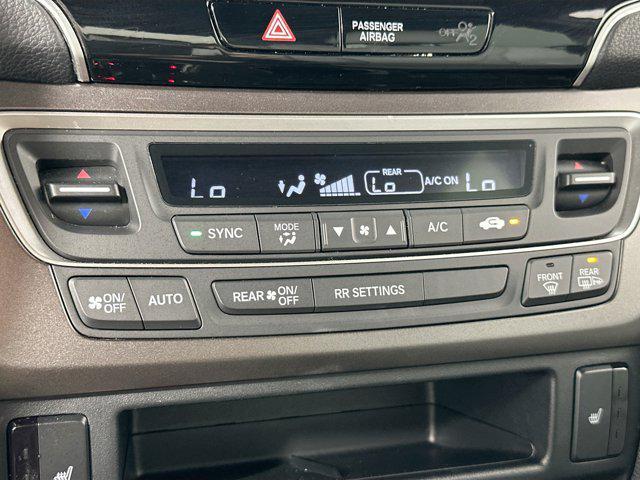 PASSENGER
AIRBAG
OFF 2
REAR
Lo Lo A/C ON Lo
SYNC MODE A/C
ON/ OFF AUTO REAR ON/ OFF RR SETTINGS FRONT REAR